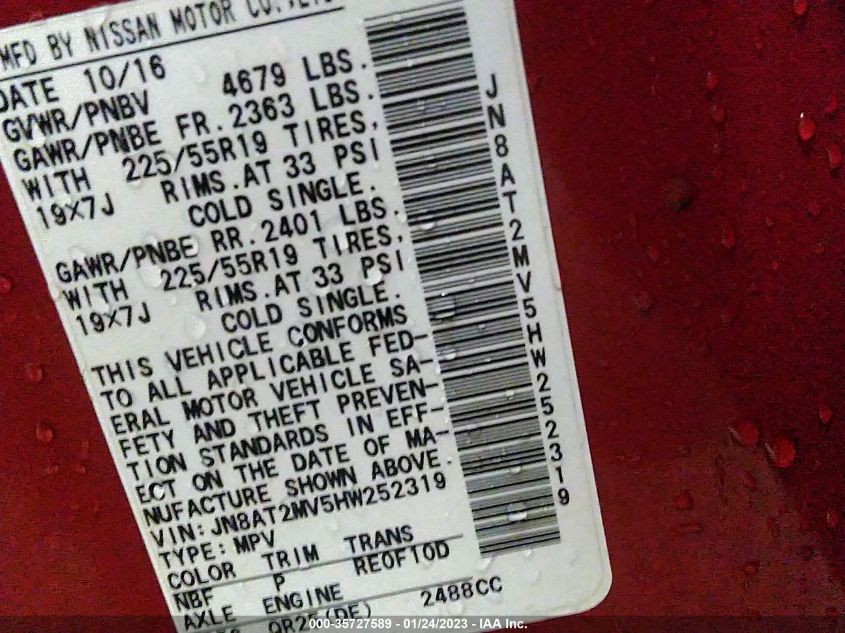 MFD BY NISSAN MOTOR CO.,LTD
DATE 10/16
GVWR/PNBV 4679 LBS.
GAWR/PNBE FR. 2363 LBS.
WITH 225/55R19 TIRES,
19X7J RIMS.AT 33 PSI
COLD SINGLE.
GAWR/PNBE RR. 2401 LBS.
WITH 225/55R19 TIRES,
19X7J RIMS.AT 33 PSI
COLD SINGLE.
THIS VEHICLE CONFORMS
TO ALL APPLICABLE FED-
ERAL MOTOR VEHICLE SA-
FETY AND THEFT PREVEN-
TION STANDARDS IN EFF-
ECT ON THE DATE OF MA-
NUFACTURE SHOWN ABOVE.
VIN:JN8AT2MV5HW252319
TYPE:MPV
COLOR TRIM TRANS
NBF P RE0F10D
AXLE ENGINE
QR25(DE) 2488CC
JN8AT2MV5HW252319
000-35727589 - 01/24/2023 - IAA Inc.